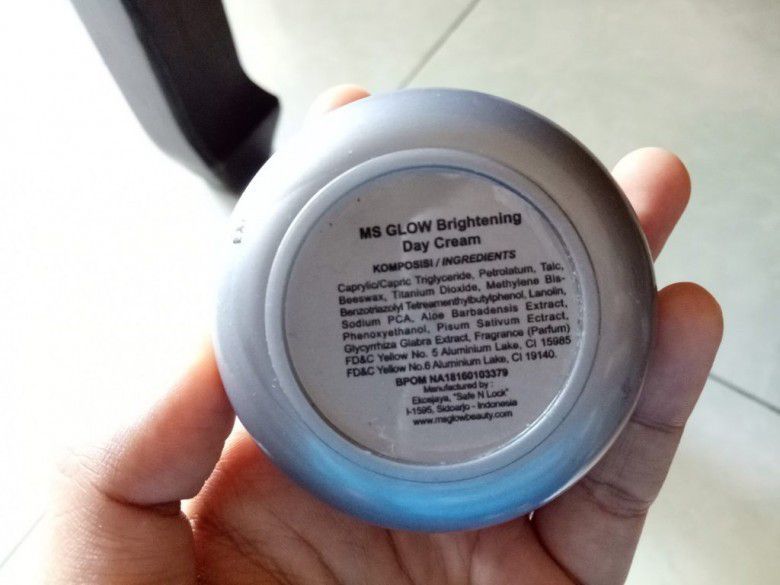 MS GLOW Brightening
Day Cream
KOMPOSISI / INGREDIENTS
Caprylic/Capric Triglyceride, Petrolatum, Talc,
Beeswax, Titanium Dioxide, Methylene Bis-
Benzotriazolyl Tetreamenthylbutylphenol, Lanolin,
Sodium PCA, Aloe Barbadensis Extract,
Phenoxyethanol, Pisum Sativum Ectract,
Glycyrrhiza Glabra Extract, Fragrance (Parfum)
FD&C Yellow No. 5 Aluminium Lake, CI 15985
FD&C Yellow No.6 Aluminium Lake, CI 19140.
BPOM NA18160103379
Manufactured by :
Ekosjaya, "Safe N Lock"
I-1595, Sidoarjo - Indonesia
www.msglowbeauty.com